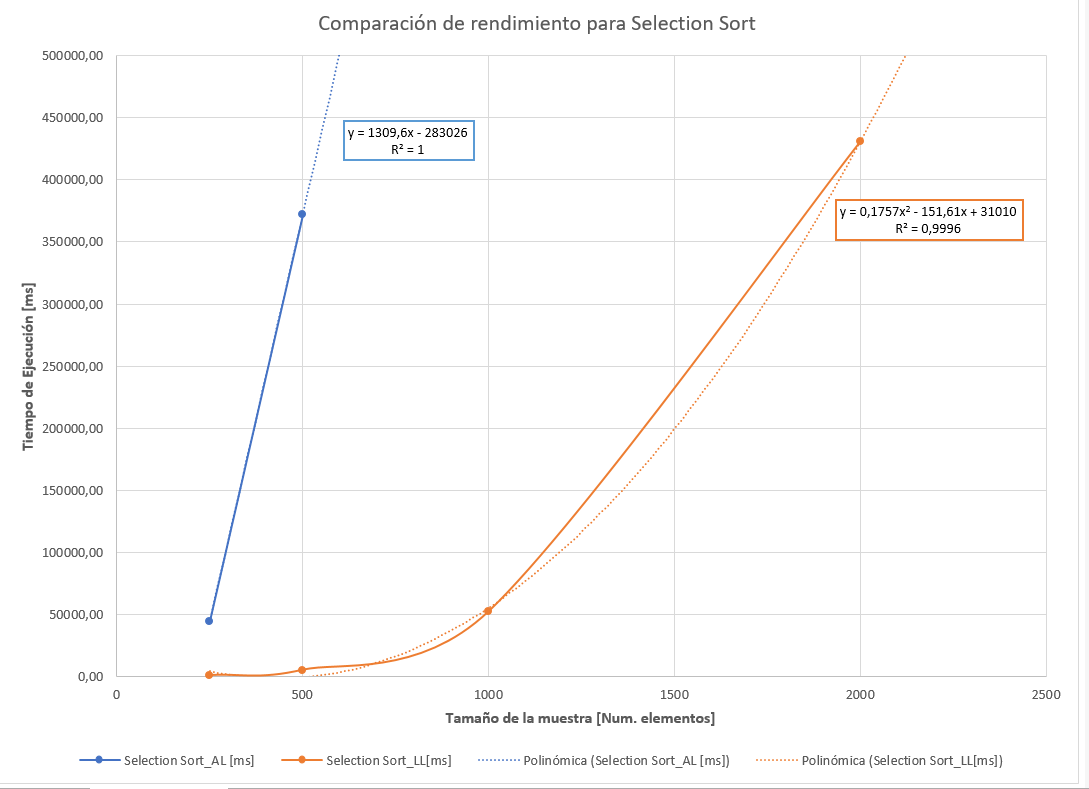 Comparación de rendimiento para Selection Sort
500000,00
450000,00
400000,00
350000,00
300000,00
250000,00
200000,00
150000,00
100000,00
50000,00
0,00
Tiempo de Ejecución [ms]
y = 1309,6x - 283026
R² = 1
y = 0,1757x² - 151,61x + 31010
R² = 0,9996
0
500
1000
1500
2000
2500
Tamaño de la muestra [Num. elementos]
Selection Sort_AL [ms]
Selection Sort_LL[ms]
Polinómica (Selection Sort_AL [ms])
Polinómica (Selection Sort_LL[ms])